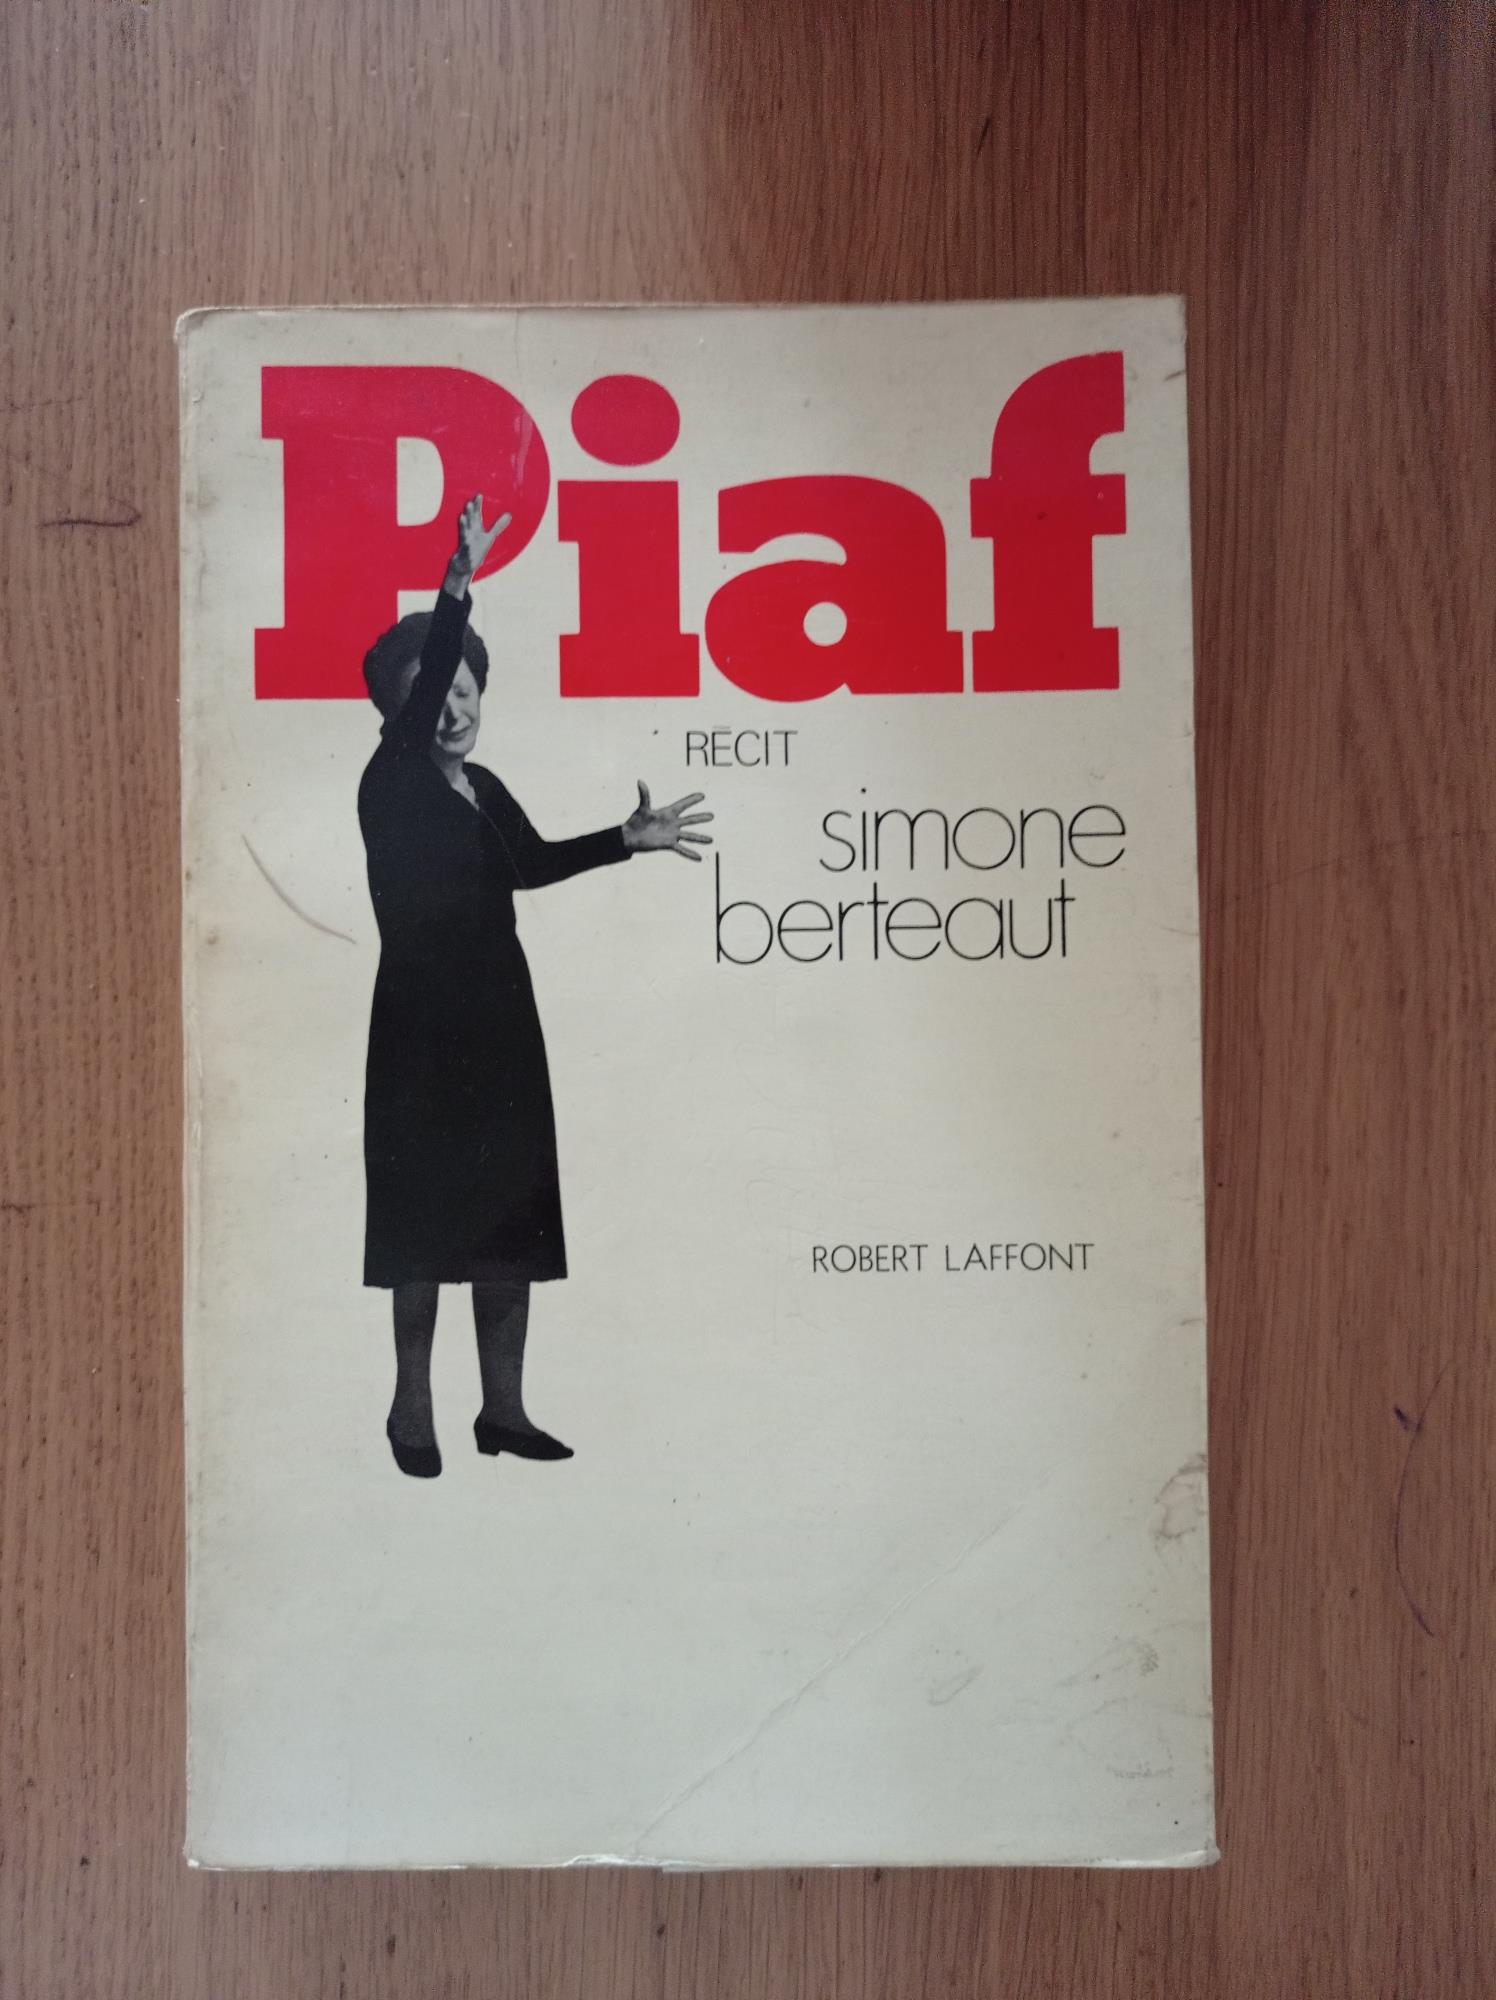 Piaf
RÉCIT
simone
berteaut
ROBERT LAFFONT